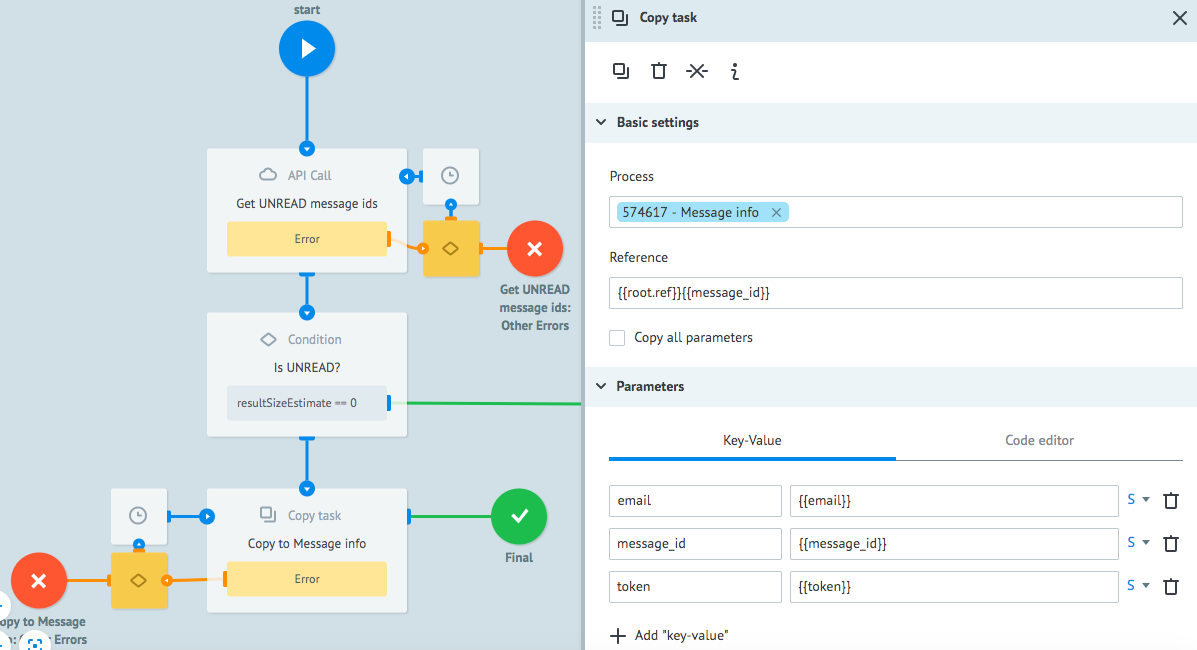 start
API Call
Get UNREAD message ids
Error
Get UNREAD
message ids:
Other Errors
Condition
Is UNREAD?
resultSizeEstimate == 0
Copy task
Copy to Message info
Error
Final
opy to Message
Errors
Copy task
Basic settings
Process
574617 - Message info
Reference
{{root.ref}}{{message_id}}
Copy all parameters
Parameters
Key-Value
Code editor
email
{{email}}
S
message_id
{{message_id}}
S
token
{{token}}
S
Add "key-value"